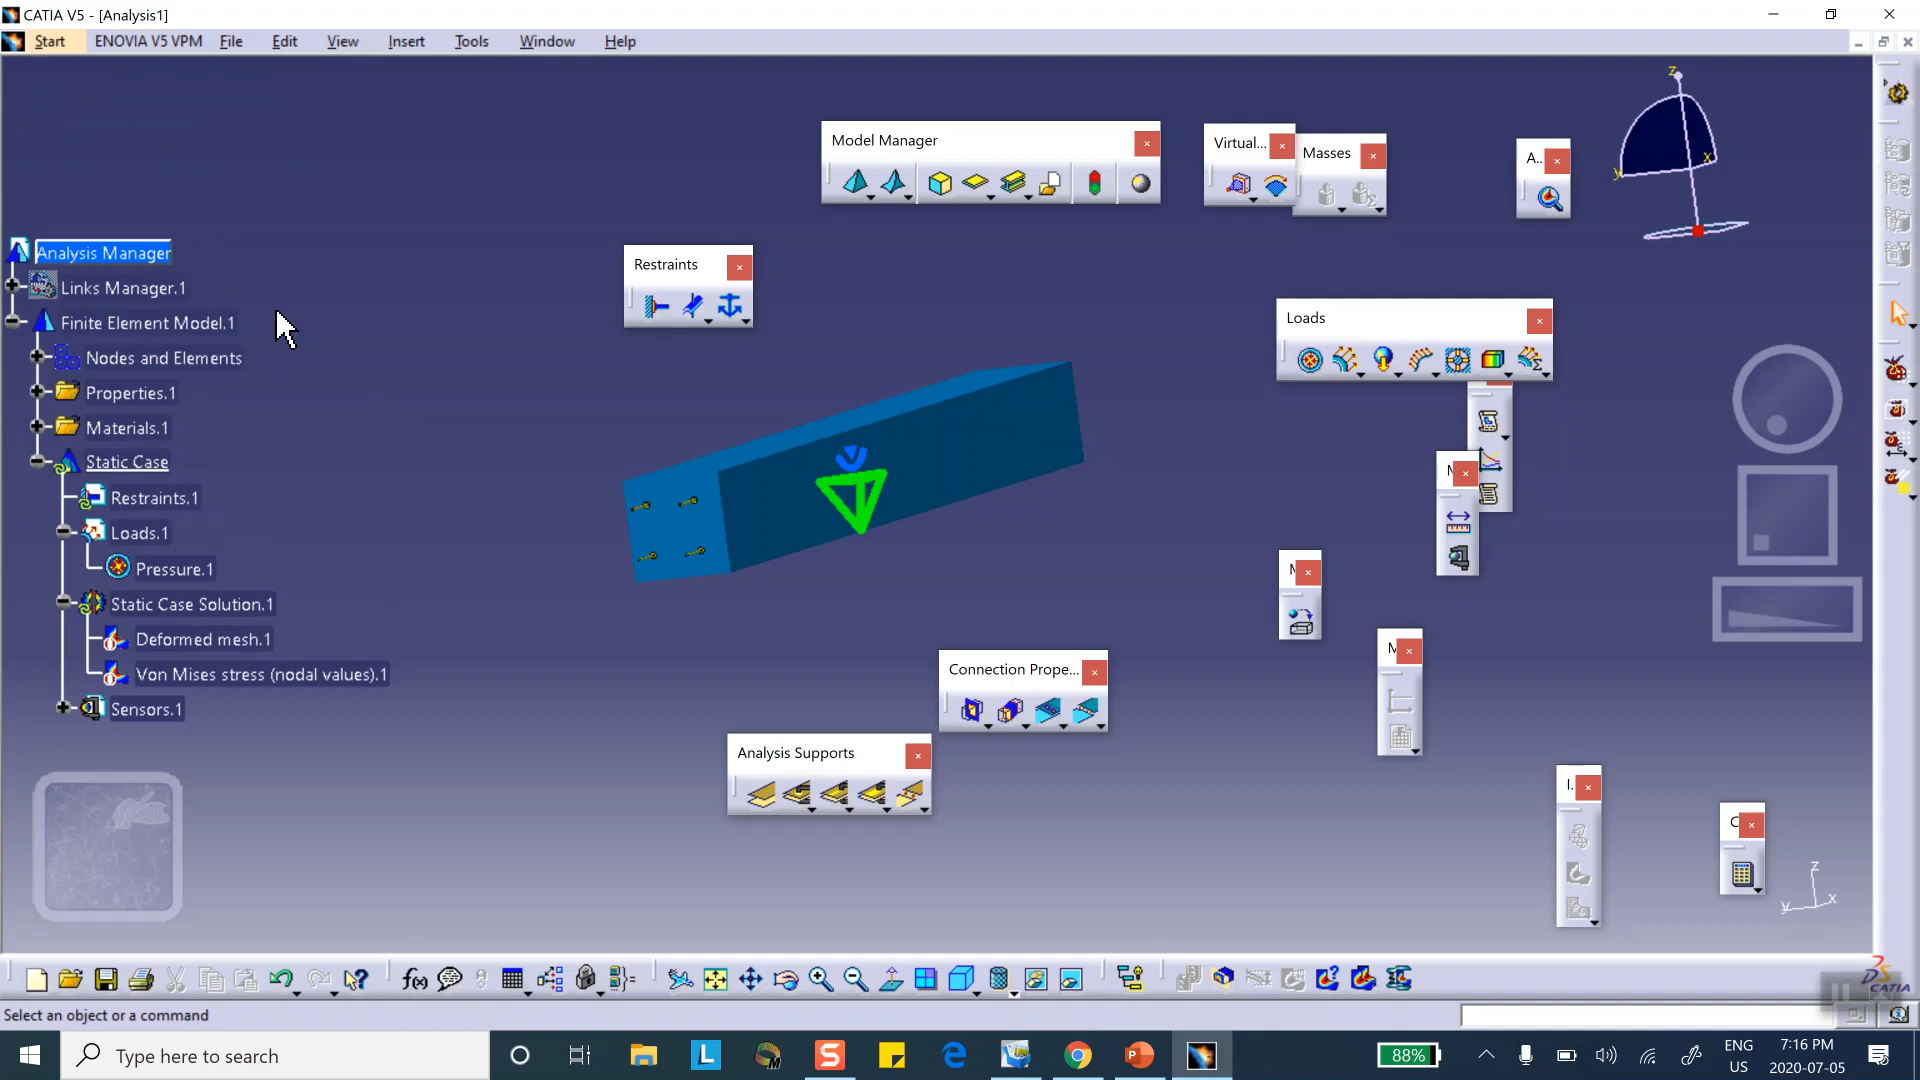 CATIA V5 - [Analysis1]
Start ENOVIA V5 VPM File Edit View Insert Tools Window Help
Model Manager
Virtual...
Masses
A..
Restraints
Loads
Analysis Manager
Links Manager.1
Finite Element Model.1
Nodes and Elements
Properties.1
Materials.1
Static Case
Restraints.1
Loads.1
Pressure.1
Static Case Solution.1
Deformed mesh.1
Von Mises stress (nodal values).1
Sensors.1
Connection Prope...
Analysis Supports
I.
z
x
y
z
x
y
f(x)
CATIA
Select an object or a command
Type here to search
L
S
P
88%
ENG
US
7:16 PM
2020-07-05